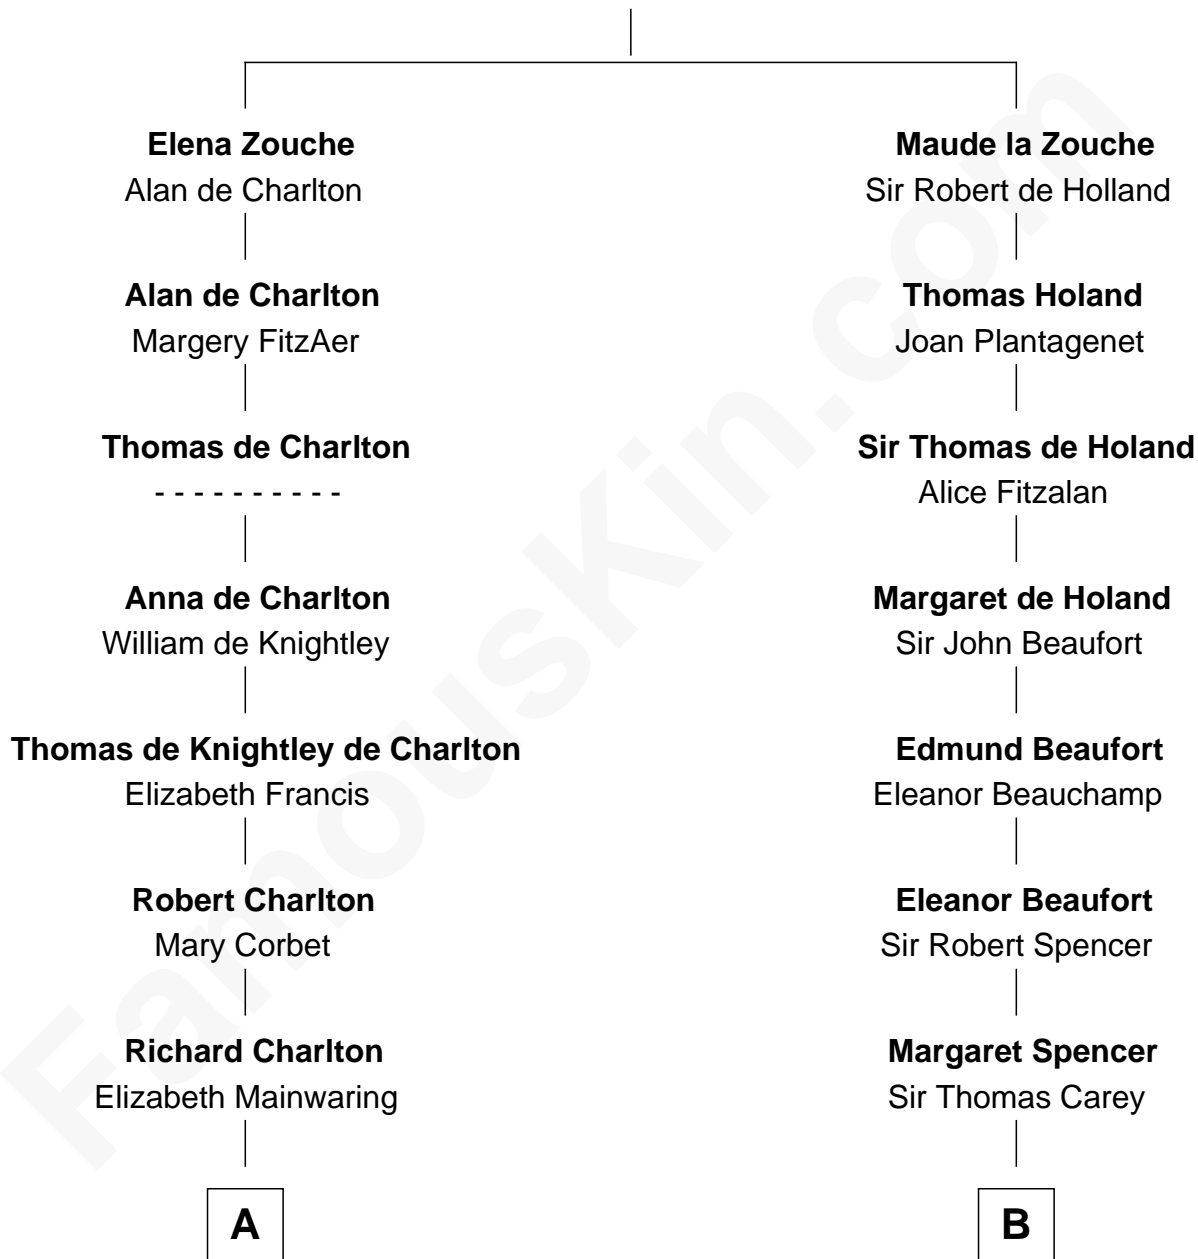 Elena Zouche
Alan de Charlton
Alan de Charlton
Margery FitzAer
Thomas de Charlton
- - - - - - - - - -
Anna de Charlton
William de Knightley
Thomas de Knightley de Charlton
Elizabeth Francis
Robert Charlton
Mary Corbet
Richard Charlton
Elizabeth Mainwaring
A
Maude la Zouche
Sir Robert de Holland
Thomas Holand
Joan Plantagenet
Sir Thomas de Holand
Alice Fitzalan
Margaret de Holand
Sir John Beaufort
Edmund Beaufort
Eleanor Beauchamp
Eleanor Beaufort
Sir Robert Spencer
Margaret Spencer
Sir Thomas Carey
B
FamousKin.com